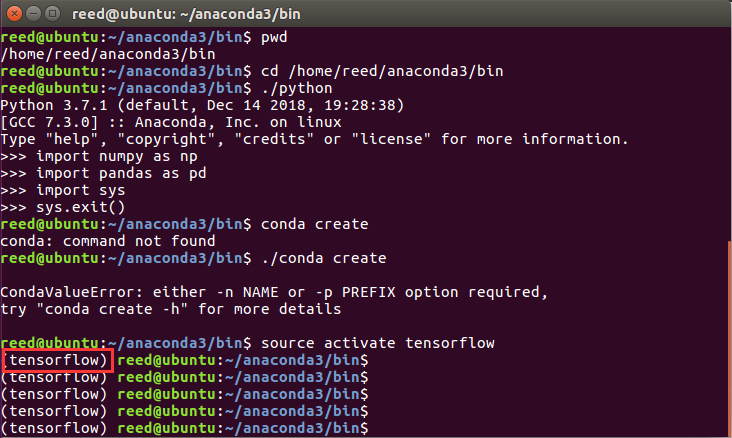 reed@ubuntu: ~/anaconda3/bin
reed@ubuntu:~/anaconda3/bin$ pwd
/home/reed/anaconda3/bin
reed@ubuntu:~/anaconda3/bin$ cd /home/reed/anaconda3/bin
reed@ubuntu:~/anaconda3/bin$ ./python
Python 3.7.1 (default, Dec 14 2018, 19:28:38)
[GCC 7.3.0] :: Anaconda, Inc. on linux
Type "help", "copyright", "credits" or "license" for more information.
>>> import numpy as np
>>> import pandas as pd
>>> import sys
>>> sys.exit()
reed@ubuntu:~/anaconda3/bin$ conda create
conda: command not found
reed@ubuntu:~/anaconda3/bin$ ./conda create
CondaValueError: either -n NAME or -p PREFIX option required,
try "conda create -h" for more details
reed@ubuntu:~/anaconda3/bin$ source activate tensorflow
(tensorflow) reed@ubuntu:~/anaconda3/bin$
(tensorflow) reed@ubuntu:~/anaconda3/bin$
(tensorflow) reed@ubuntu:~/anaconda3/bin$
(tensorflow) reed@ubuntu:~/anaconda3/bin$
(tensorflow) reed@ubuntu:~/anaconda3/bin$